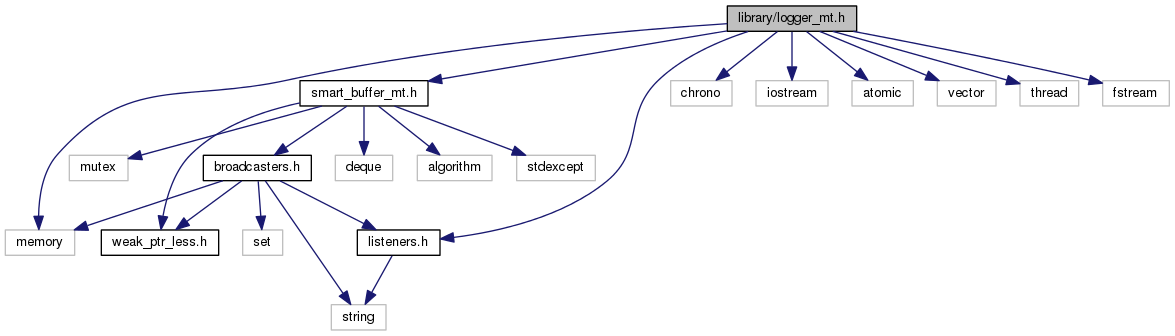 library/logger_mt.h
smart_buffer_mt.h
chrono
iostream
atomic
vector
thread
fstream
mutex
broadcasters.h
deque
algorithm
stdexcept
memory
weak_ptr_less.h
set
listeners.h
string